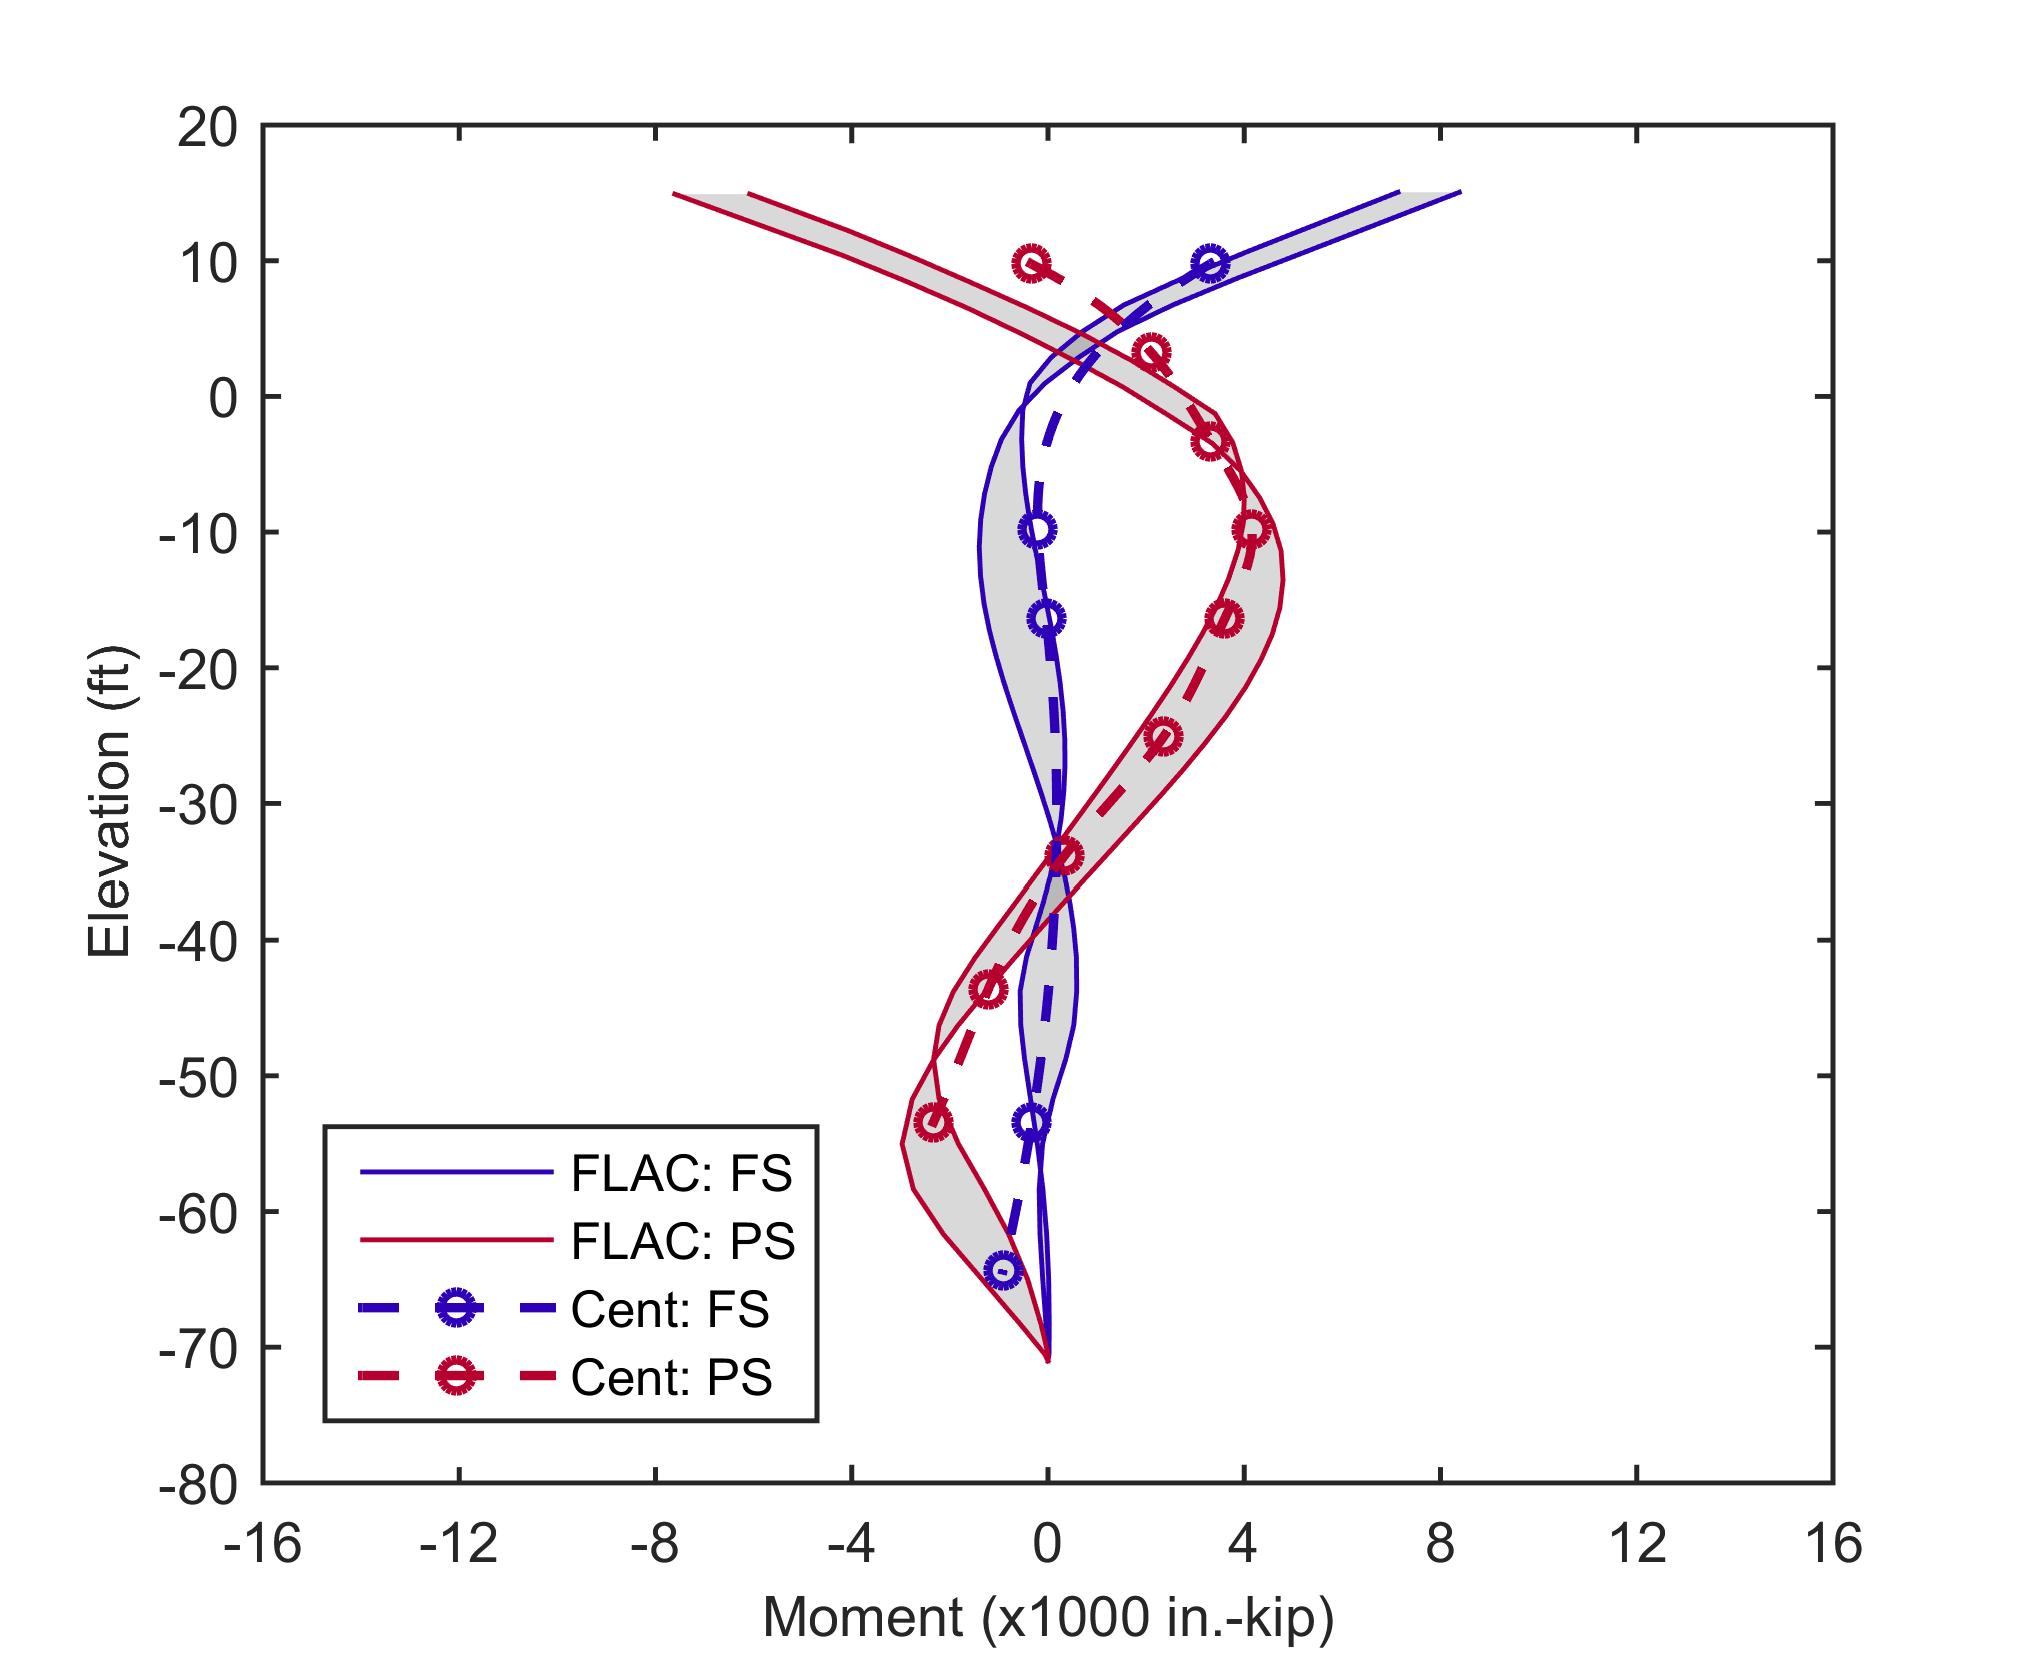 20
10
0
-10
-20
-30
-40
-50
-60
-70
-80
Elevation (ft)
FLAC: FS
FLAC: PS
Cent: FS
Cent: PS
-16 -12 -8 -4 0 4 8 12 16
Moment (x1000 in.-kip)